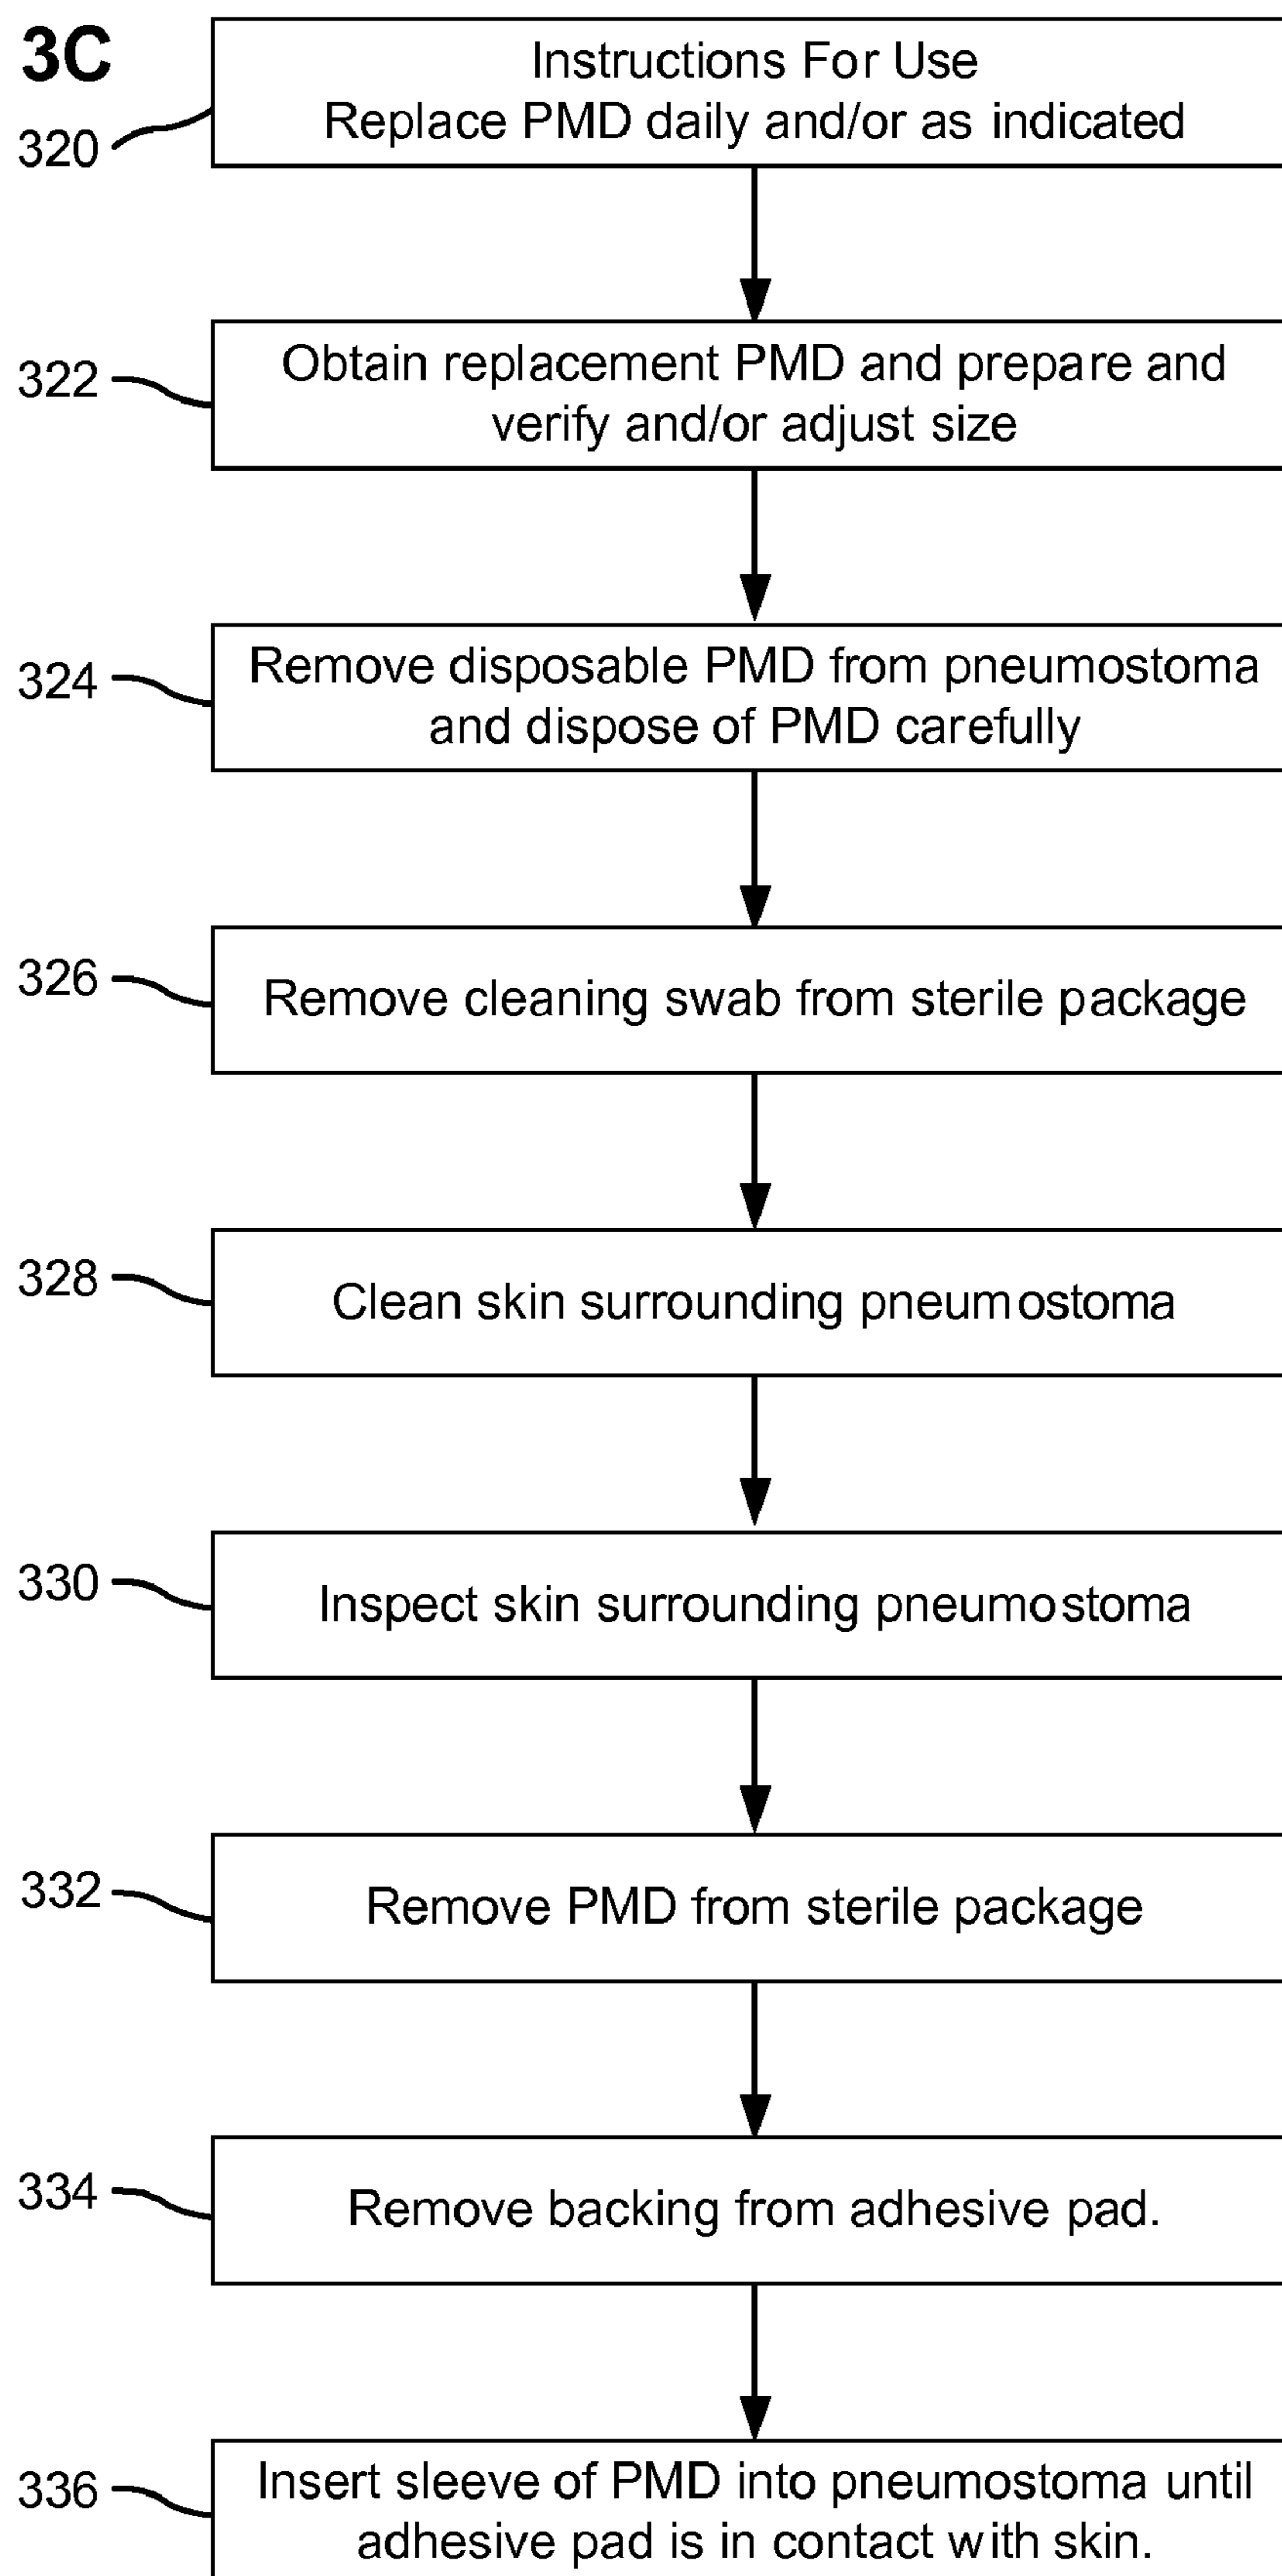 3C
320
Instructions For Use
Replace PMD daily and/or as indicated
322
Obtain replacement PMD and prepare and
verify and/or adjust size
324
Remove disposable PMD from pneumostoma
and dispose of PMD carefully
326
Remove cleaning swab from sterile package
328
Clean skin surrounding pneumostoma
330
Inspect skin surrounding pneumostoma
332
Remove PMD from sterile package
334
Remove backing from adhesive pad.
336
Insert sleeve of PMD into pneumostoma until
adhesive pad is in contact with skin.